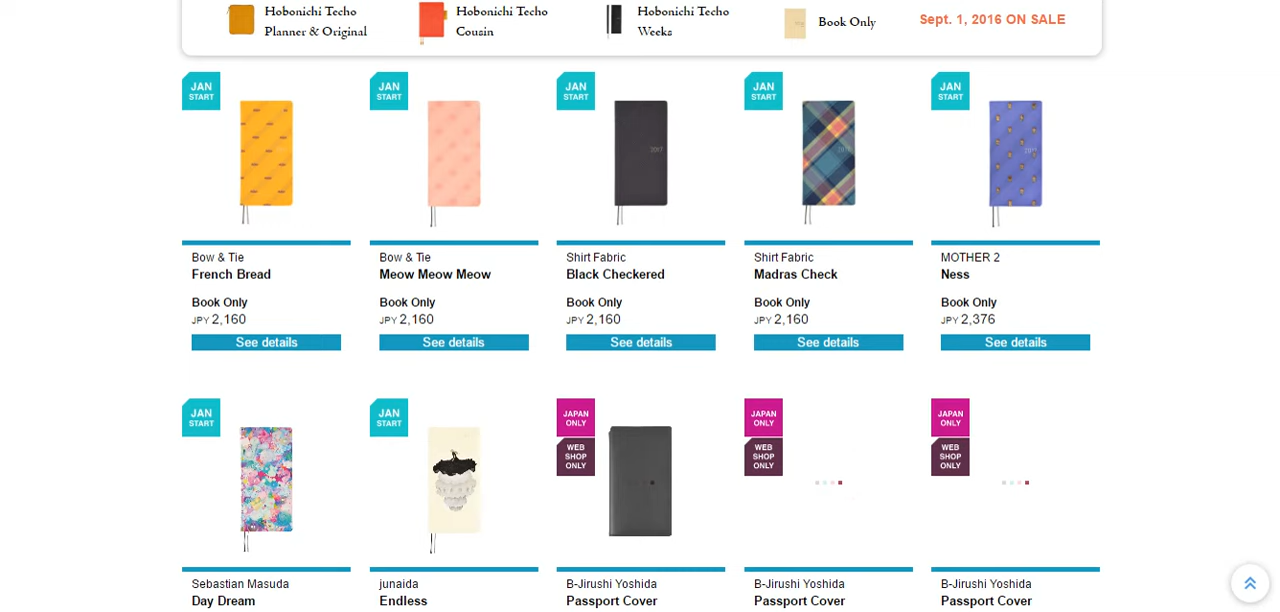 Hobonichi Techo
Planner & Original
Hobonichi Techo
Cousin
Hobonichi Techo
Weeks
Book Only
Sept. 1, 2016 ON SALE
JAN
START
JAN
START
JAN
START
2017
JAN
START
2017
JAN
START
Bow & Tie
French Bread
Book Only
JPY 2,160
See details
Bow & Tie
Meow Meow Meow
Book Only
JPY 2,160
See details
Shirt Fabric
Black Checkered
Book Only
JPY 2,160
See details
Shirt Fabric
Madras Check
Book Only
JPY 2,160
See details
MOTHER 2
Ness
Book Only
JPY 2,376
See details
JAN
START
JAN
START
JAPAN
ONLY
WEB
SHOP
ONLY
JAPAN
ONLY
WEB
SHOP
ONLY
JAPAN
ONLY
WEB
SHOP
ONLY
Sebastian Masuda
Day Dream
junaida
Endless
B-Jirushi Yoshida
Passport Cover
B-Jirushi Yoshida
Passport Cover
B-Jirushi Yoshida
Passport Cover